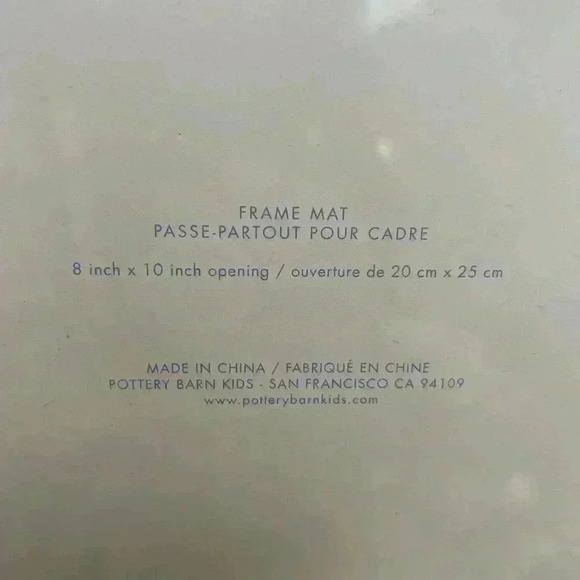 FRAME MAT
PASSE-PARTOUT POUR CADRE
8 inch x 10 inch opening / ouverture de 20 cm x 25 cm
MADE IN CHINA / FABRIQUÉ EN CHINE
POTTERY BARN KIDS - SAN FRANCISCO CA 94109
www.potterybarnkids.com